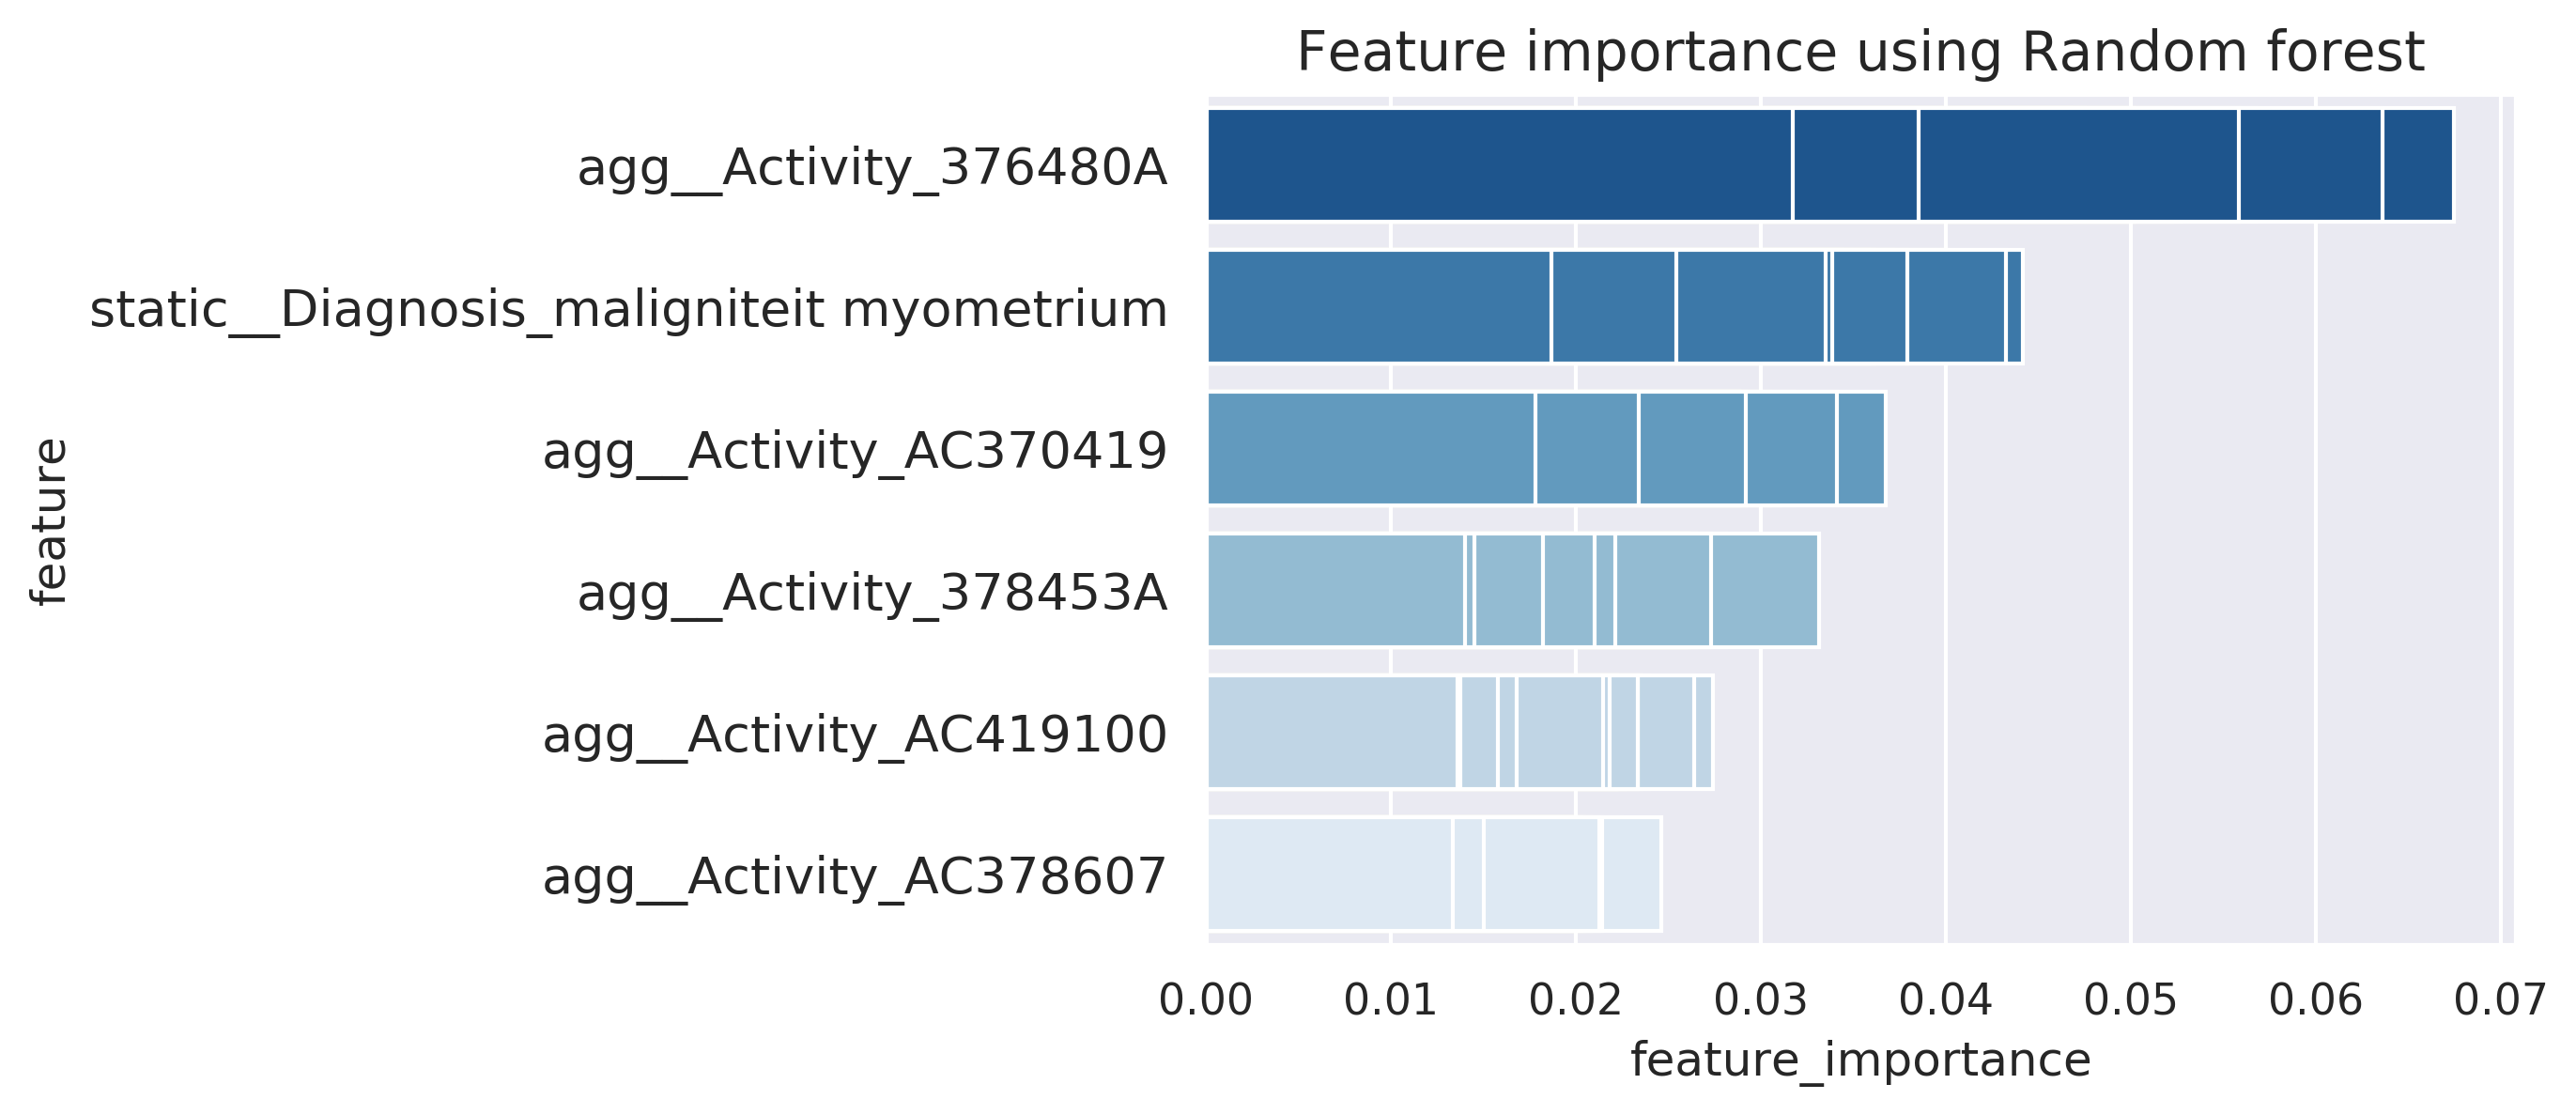 Feature importance using Random forest
agg__Activity_376480A
static__Diagnosis_maligniteit myometrium
agg__Activity_AC370419
agg__Activity_378453A
agg__Activity_AC419100
agg__Activity_AC378607
feature
0.00 0.01 0.02 0.03 0.04 0.05 0.06 0.07
feature_importance